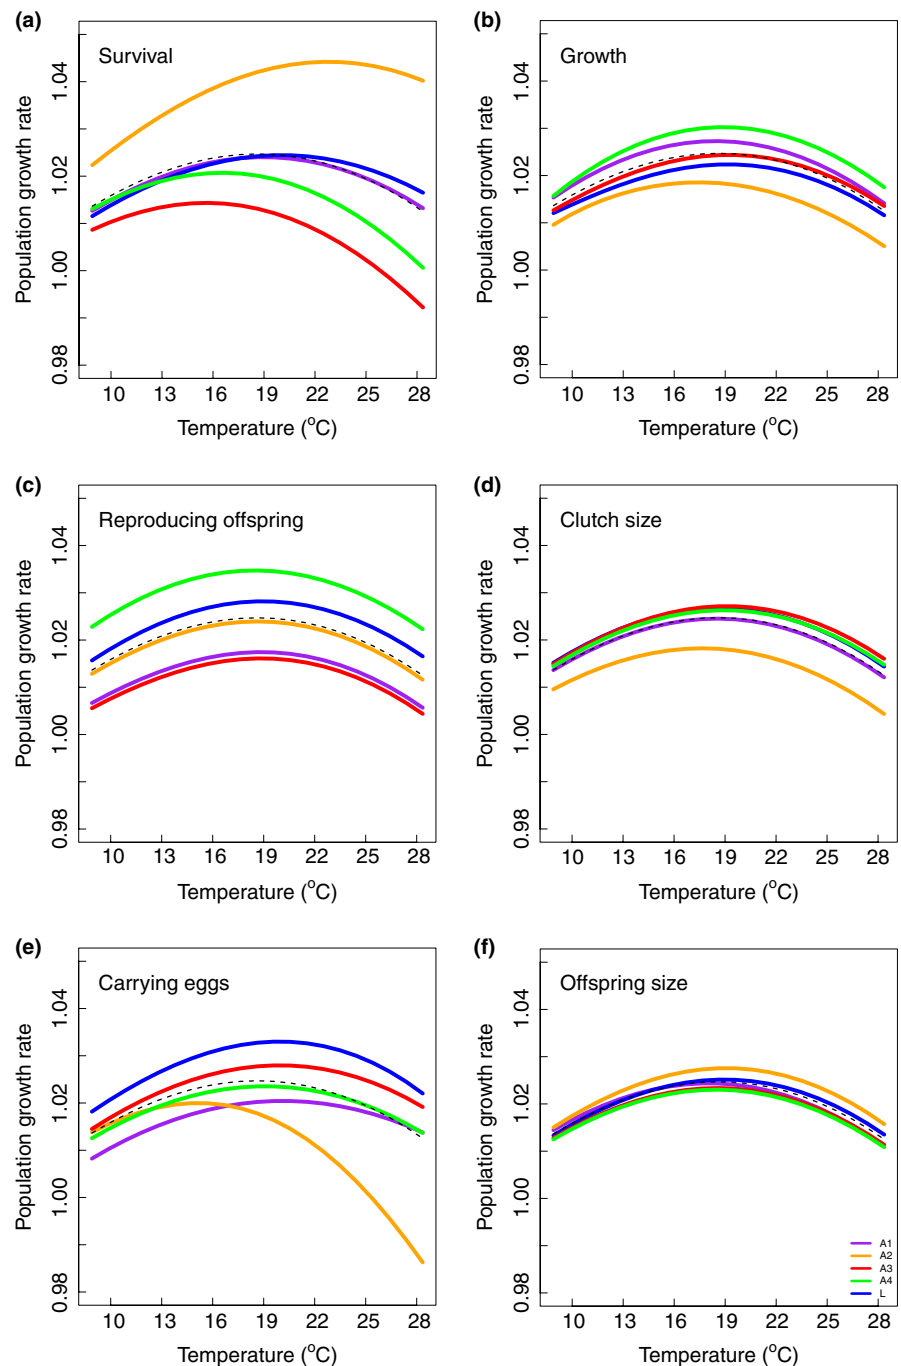 (a)
Survival
Population growth rate
0.98 1.00 1.02 1.04
10 13 16 19 22 25 28
Temperature (°C)
(b)
Growth
Population growth rate
0.98 1.00 1.02 1.04
10 13 16 19 22 25 28
Temperature (°C)
(c)
Reproducing offspring
Population growth rate
0.98 1.00 1.02 1.04
10 13 16 19 22 25 28
Temperature (°C)
(d)
Clutch size
Population growth rate
0.98 1.00 1.02 1.04
10 13 16 19 22 25 28
Temperature (°C)
(e)
Carrying eggs
Population growth rate
0.98 1.00 1.02 1.04
10 13 16 19 22 25 28
Temperature (°C)
(f)
Offspring size
Population growth rate
0.98 1.00 1.02 1.04
A1
A2
A3
A4
L
10 13 16 19 22 25 28
Temperature (°C)